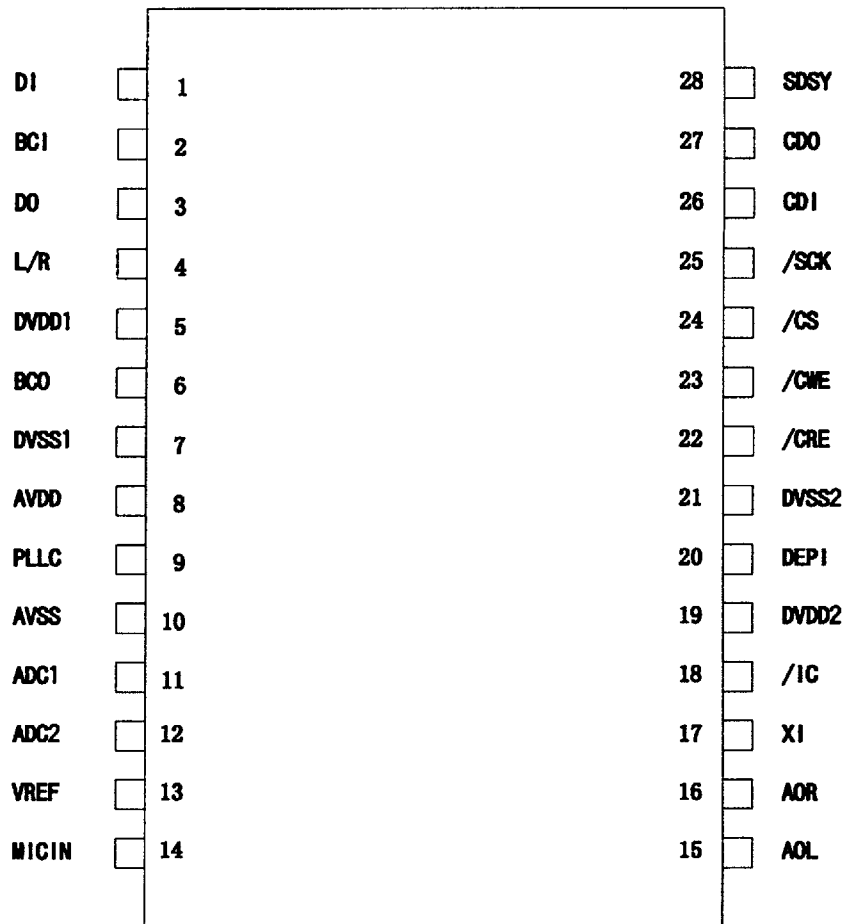 DI 1 28 SDSY
BCI 2 27 CDO
DO 3 26 CDI
L/R 4 25 /SCK
DVDD1 5 24 /CS
BCO 6 23 /CWE
DVSS1 7 22 /CRE
AVDD 8 21 DVSS2
PLLC 9 20 DEPI
AVSS 10 19 DVDD2
ADC1 11 18 /IC
ADC2 12 17 XI
VREF 13 16 AOR
MICIN 14 15 AOL